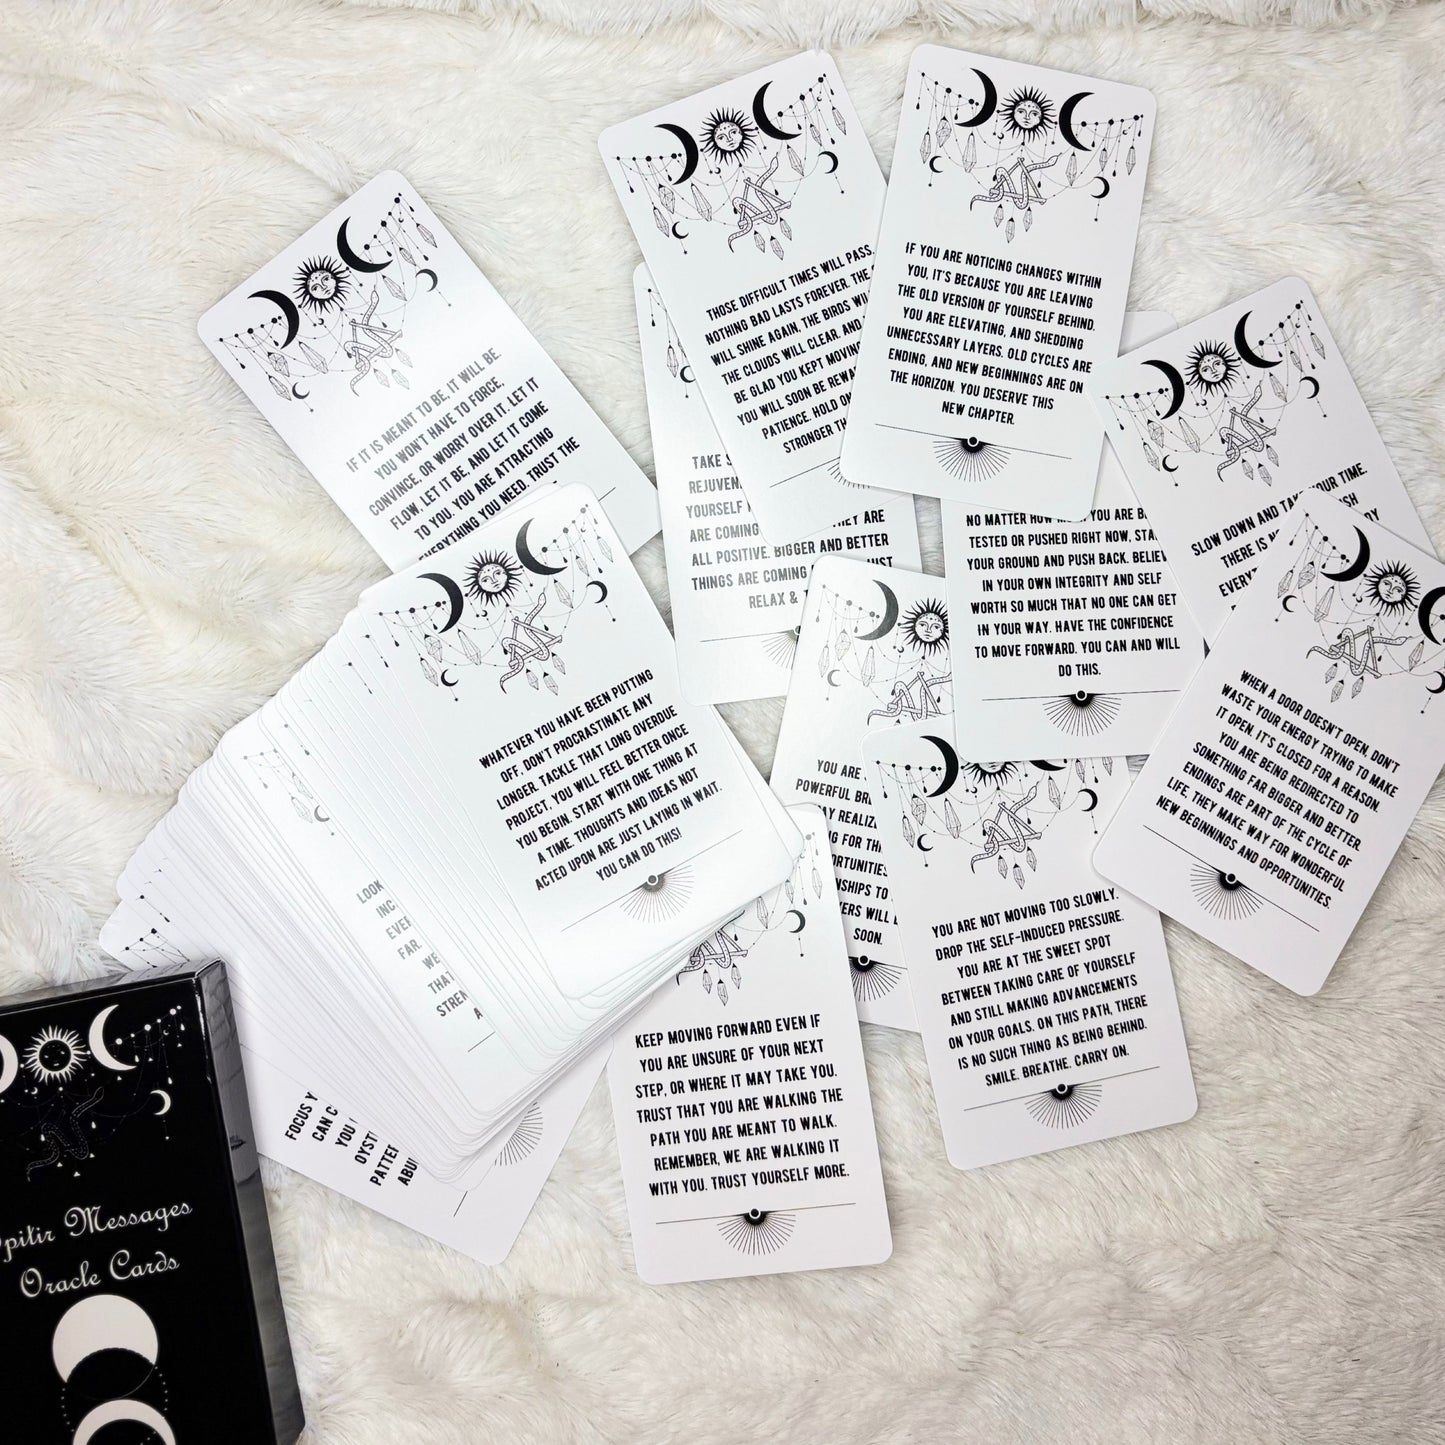 IF IT IS MEANT TO BE, IT WILL BE.
YOU WON'T HAVE TO FORCE,
CONVINCE, OR WORRY OVER IT. LET IT
FLOW, LET IT BE, AND LET IT COME
TO YOU. YOU ARE ATTRACTING
EVERYTHING YOU NEED. TRUST THE
THOSE DIFFICULT TIMES WILL PASS.
NOTHING BAD LASTS FOREVER. THE
WILL SHINE AGAIN, THE BIRDS
THE CLOUDS WILL CLEAR. AND
BE GLAD YOU KEPT MOVING
YOU WILL SOON BE
PATIENCE. HOLD
STRONGER
IF YOU ARE NOTICING CHANGES WITHIN
YOU, IT'S BECAUSE YOU ARE LEAVING
THE OLD VERSION OF YOURSELF BEHIND.
YOU ARE ELEVATING, AND SHEDDING
UNNECESSARY LAYERS. OLD CYCLES ARE
ENDING, AND NEW BEGINNINGS ARE ON
THE HORIZON. YOU DESERVE THIS
NEW CHAPTER.
TAKE
YOURSELF
ARE COMING THEY ARE
ALL POSITIVE. BIGGER AND BETTER
THINGS ARE COMING JUST
RELAX &
NO MATTER HOW YOU ARE
TESTED OR PUSHED RIGHT NOW,
YOUR GROUND AND PUSH BACK.
IN YOUR OWN INTEGRITY AND SELF
WORTH SO MUCH THAT NO ONE CAN GET
IN YOUR WAY. HAVE THE CONFIDENCE
TO MOVE FORWARD. YOU CAN AND WILL
DO THIS.
SLOW DOWN AND YOUR TIME.
THERE IS
WHATEVER YOU HAVE BEEN PUTTING
OFF, DON'T PROCRASTINATE ANY
LONGER. TACKLE THAT LONG OVERDUE
PROJECT. YOU WILL FEEL BETTER ONCE
YOU BEGIN. START WITH ONE THING AT
A TIME. THOUGHTS AND IDEAS NOT
ACTED UPON ARE JUST LAYING IN WAIT.
YOU CAN DO THIS!
WHEN A DOOR DOESN'T OPEN, DON'T
WASTE YOUR ENERGY TRYING TO MAKE
IT OPEN. IT'S CLOSED FOR A REASON.
YOU ARE BEING REDIRECTED TO
SOMETHING FAR BIGGER AND BETTER.
ENDINGS ARE PART OF THE CYCLE OF
LIFE. THEY MAKE WAY FOR WONDERFUL
NEW BEGINNINGS AND OPPORTUNITIES.
YOU ARE
POWERFUL
TO
WILL
SOON.
YOU ARE NOT MOVING TOO SLOWLY.
DROP THE SELF-INDUCED PRESSURE.
YOU ARE AT THE SWEET SPOT
BETWEEN TAKING CARE OF YOURSELF
AND STILL MAKING ADVANCEMENTS
ON YOUR GOALS. ON THIS PATH, THERE
IS NO SUCH THING AS BEING BEHIND.
SMILE. BREATHE. CARRY ON.
LOOK
FAR.
WE
KEEP MOVING FORWARD EVEN IF
YOU ARE UNSURE OF YOUR NEXT
STEP, OR WHERE IT MAY TAKE YOU.
TRUST THAT YOU ARE WALKING THE
PATH YOU ARE MEANT TO WALK.
REMEMBER, WE ARE WALKING IT
WITH YOU. TRUST YOURSELF MORE.
FOCUS
CAN
YOU
Messages
Oracle Cards